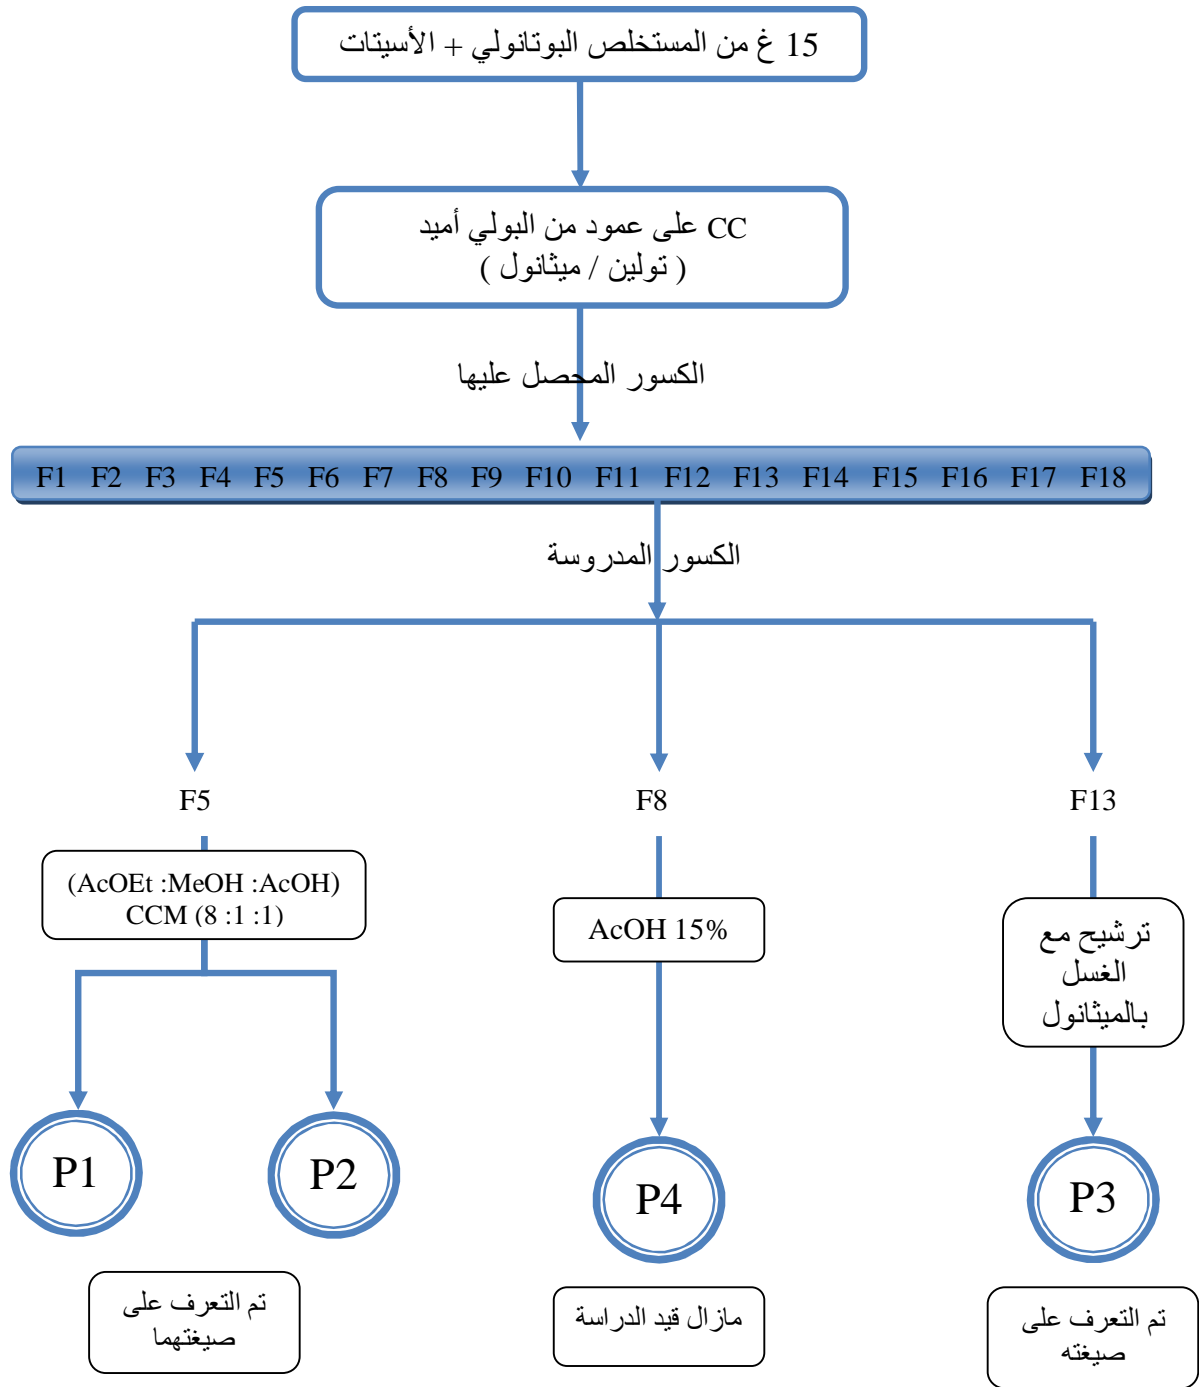 15 غ من المستخلص البوتانولي + الأسيتات
CC على عمود من البولي أميد
( تولين / ميثانول )
الكسور المحصل عليها
F1 F2 F3 F4 F5 F6 F7 F8 F9 F10 F11 F12 F13 F14 F15 F16 F17 F18
الكسور المدروسة
F5
F8
F13
(AcOEt :MeOH :AcOH)
CCM (8 :1 :1)
AcOH 15%
ترشيح مع
الغسل
بالميثانول
P1
P2
P4
P3
تم التعرف على
صيغتهما
مازال قيد الدراسة
تم التعرف على
صيغته